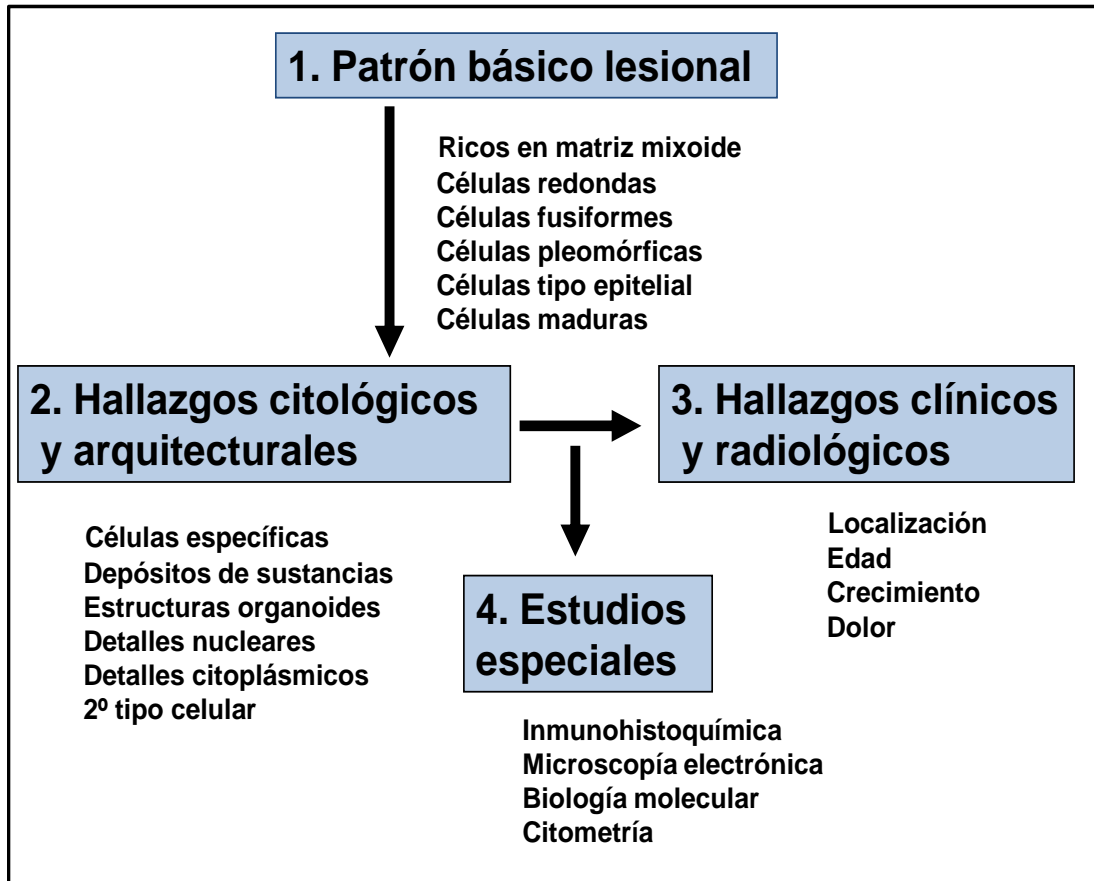 1. Patrón básico lesional
Ricos en matriz mixoide
Células redondas
Células fusiformes
Células pleomórficas
Células tipo epitelial
Células maduras
2. Hallazgos citológicos
y arquitecturales
Células específicas
Depósitos de sustancias
Estructuras organoides
Detalles nucleares
Detalles citoplásmicos
2º tipo celular
3. Hallazgos clínicos
y radiológicos
Localización
Edad
Crecimiento
Dolor
4. Estudios
especiales
Inmunohistoquímica
Microscopía electrónica
Biología molecular
Citometría